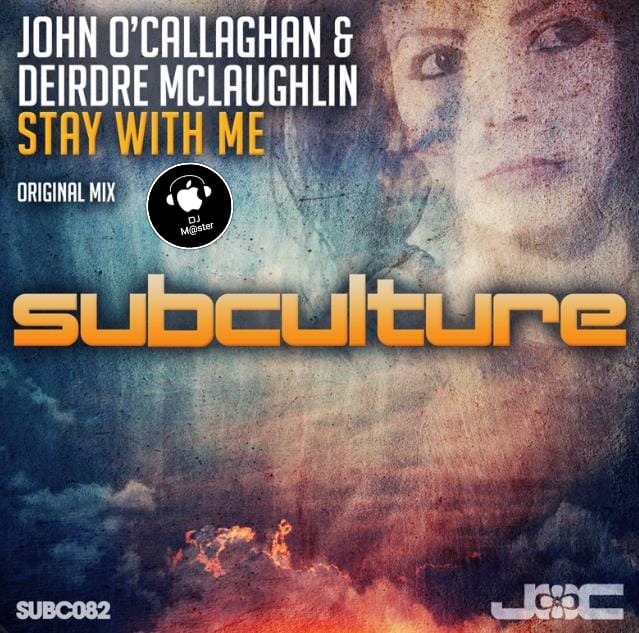 JOHN O'CALLAGHAN &
DEIRDRE MCLAUGHLIN
STAY WITH ME
ORIGINAL MIX
DJ
M@ster
subculture
SUBC082
JOC